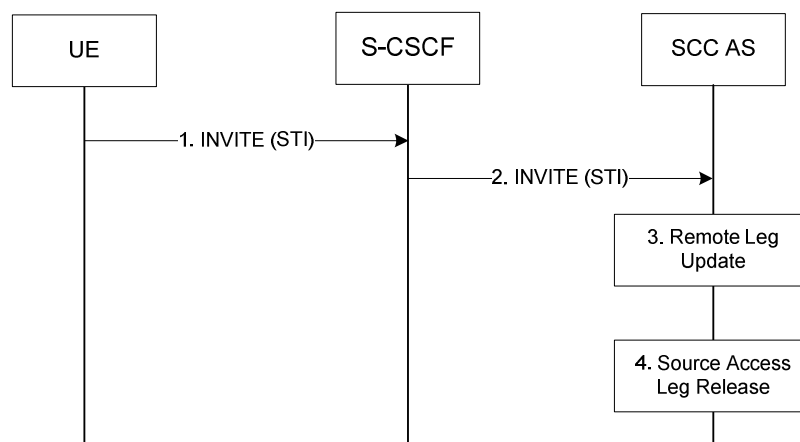 UE
S-CSCF
SCC AS
1. INVITE (STI)
2. INVITE (STI)
3. Remote Leg
Update
4. Source Access
Leg Release